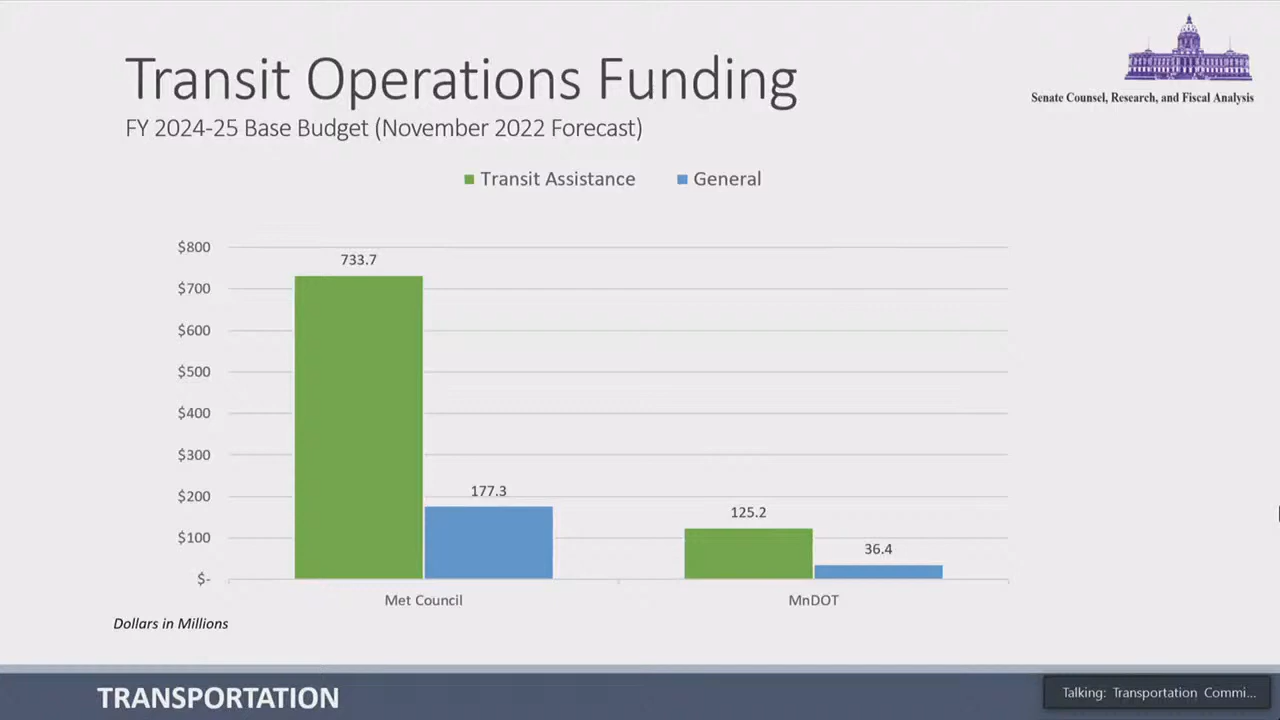 Transit Operations Funding
FY 2024-25 Base Budget (November 2022 Forecast)
Senate Counsel, Research, and Fiscal Analysis
Transit Assistance
General
$800
$700
$600
$500
$400
$300
$200
$100
$-
733.7
177.3
125.2
36.4
Met Council
MnDOT
Dollars in Millions
TRANSPORTATION
Talking: Transportation Commi...